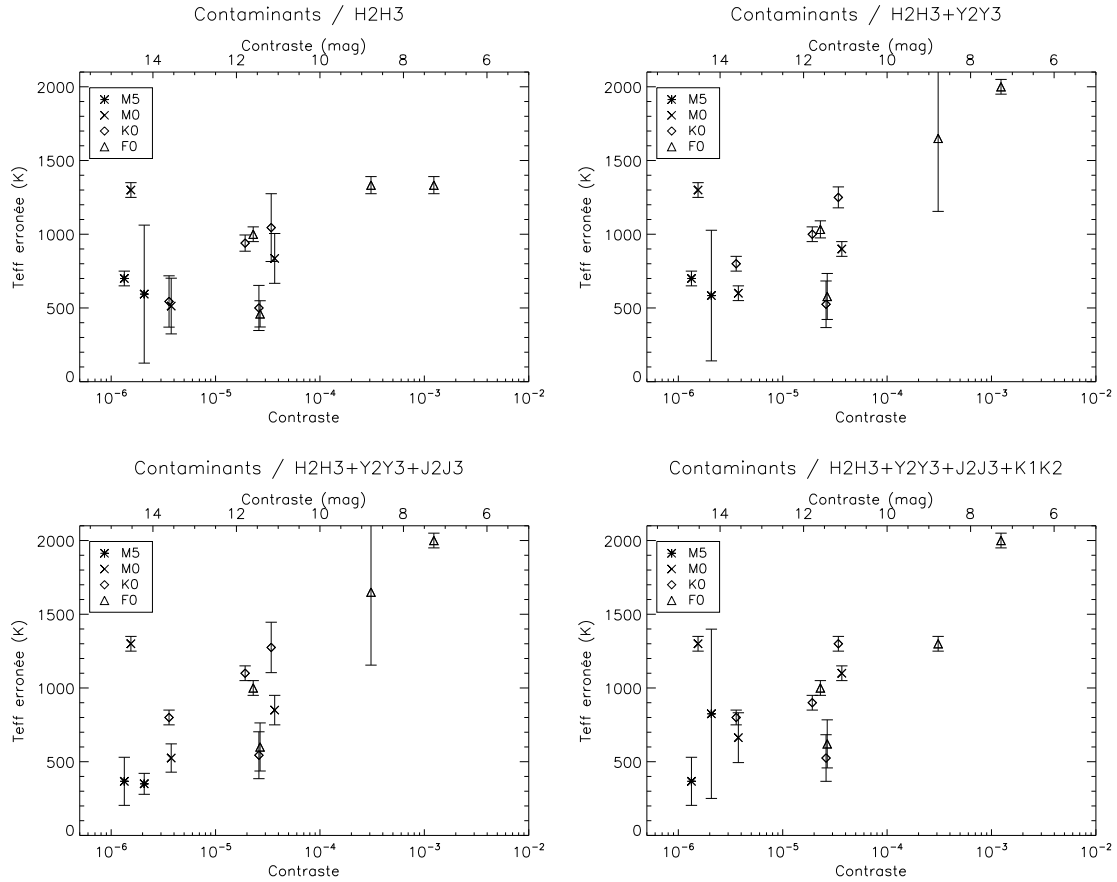 Contaminants / H2H3
Contraste (mag)
14 12 10 8 6
2000
1500
1000
500
0
Teff erronée (K)
M5
M0
K0
F0
10-6 10-5 10-4 10-3 10-2
Contraste
Contaminants / H2H3+Y2Y3
Contraste (mag)
14 12 10 8 6
2000
1500
1000
500
0
Teff erronée (K)
M5
M0
K0
F0
10-6 10-5 10-4 10-3 10-2
Contraste
Contaminants / H2H3+Y2Y3+J2J3
Contraste (mag)
14 12 10 8 6
2000
1500
1000
500
0
Teff erronée (K)
M5
M0
K0
F0
10-6 10-5 10-4 10-3 10-2
Contraste
Contaminants / H2H3+Y2Y3+J2J3+K1K2
Contraste (mag)
14 12 10 8 6
2000
1500
1000
500
0
Teff erronée (K)
M5
M0
K0
F0
10-6 10-5 10-4 10-3 10-2
Contraste